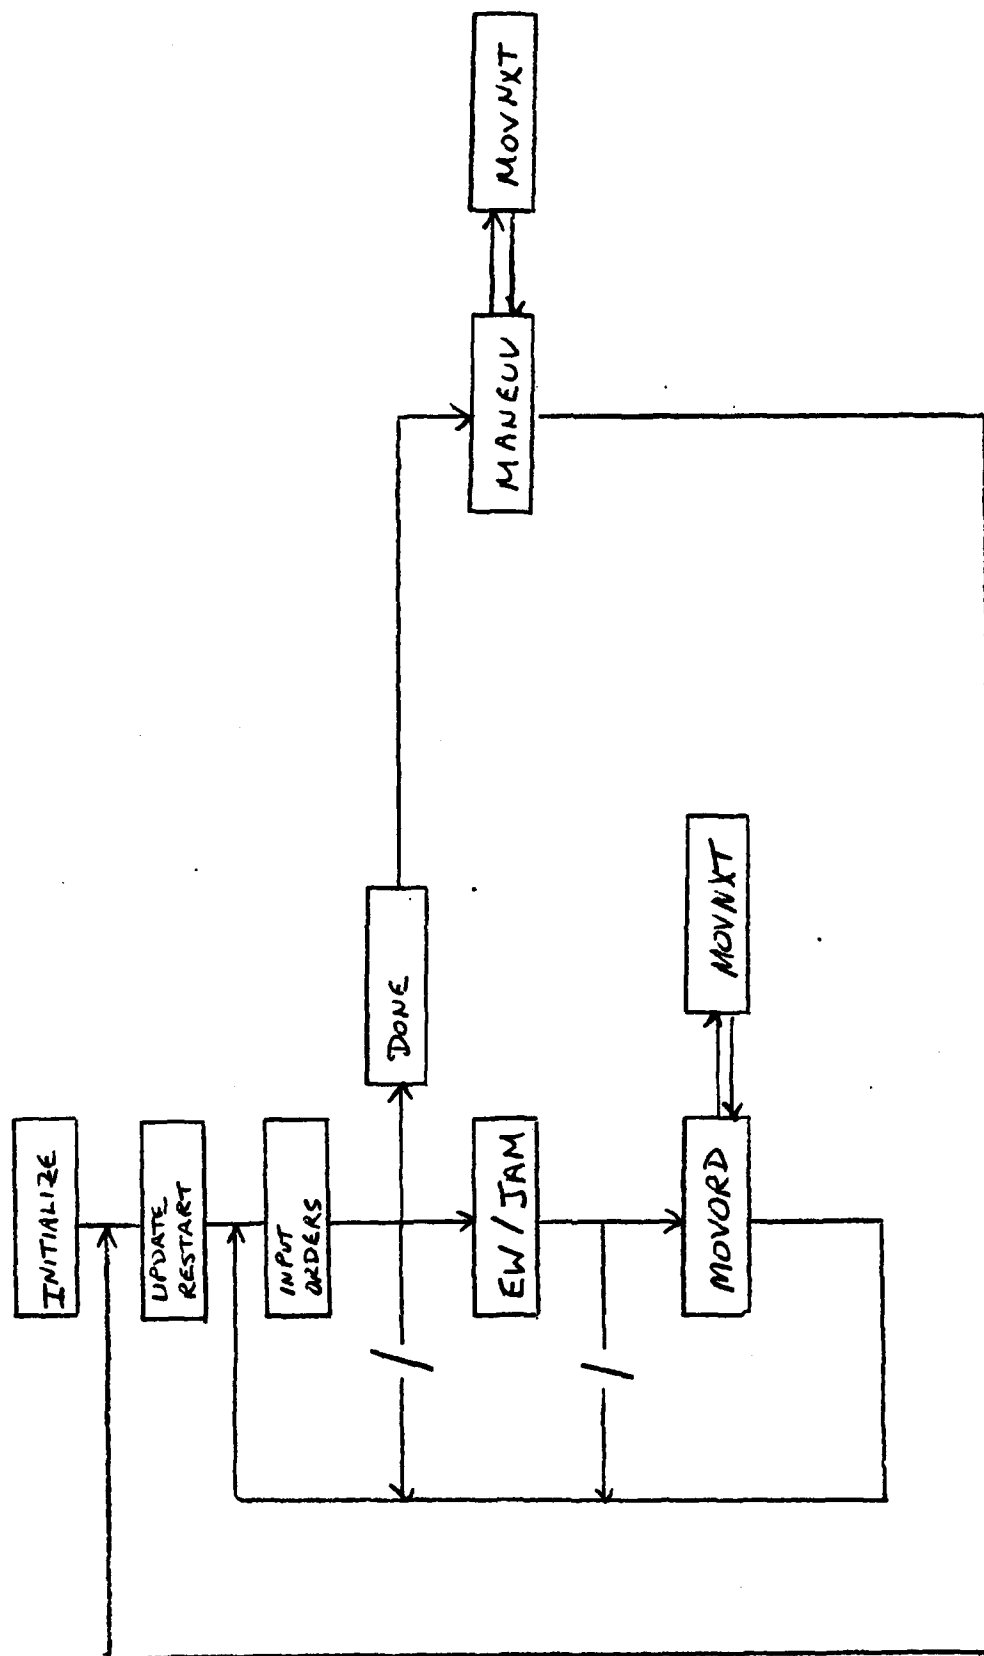 INITIALIZE
UPDATE
RESTART
INPUT
ORDERS
DONE
EW/JAM
MOVORD
MOVNXT
MANEUV
MOVNXT